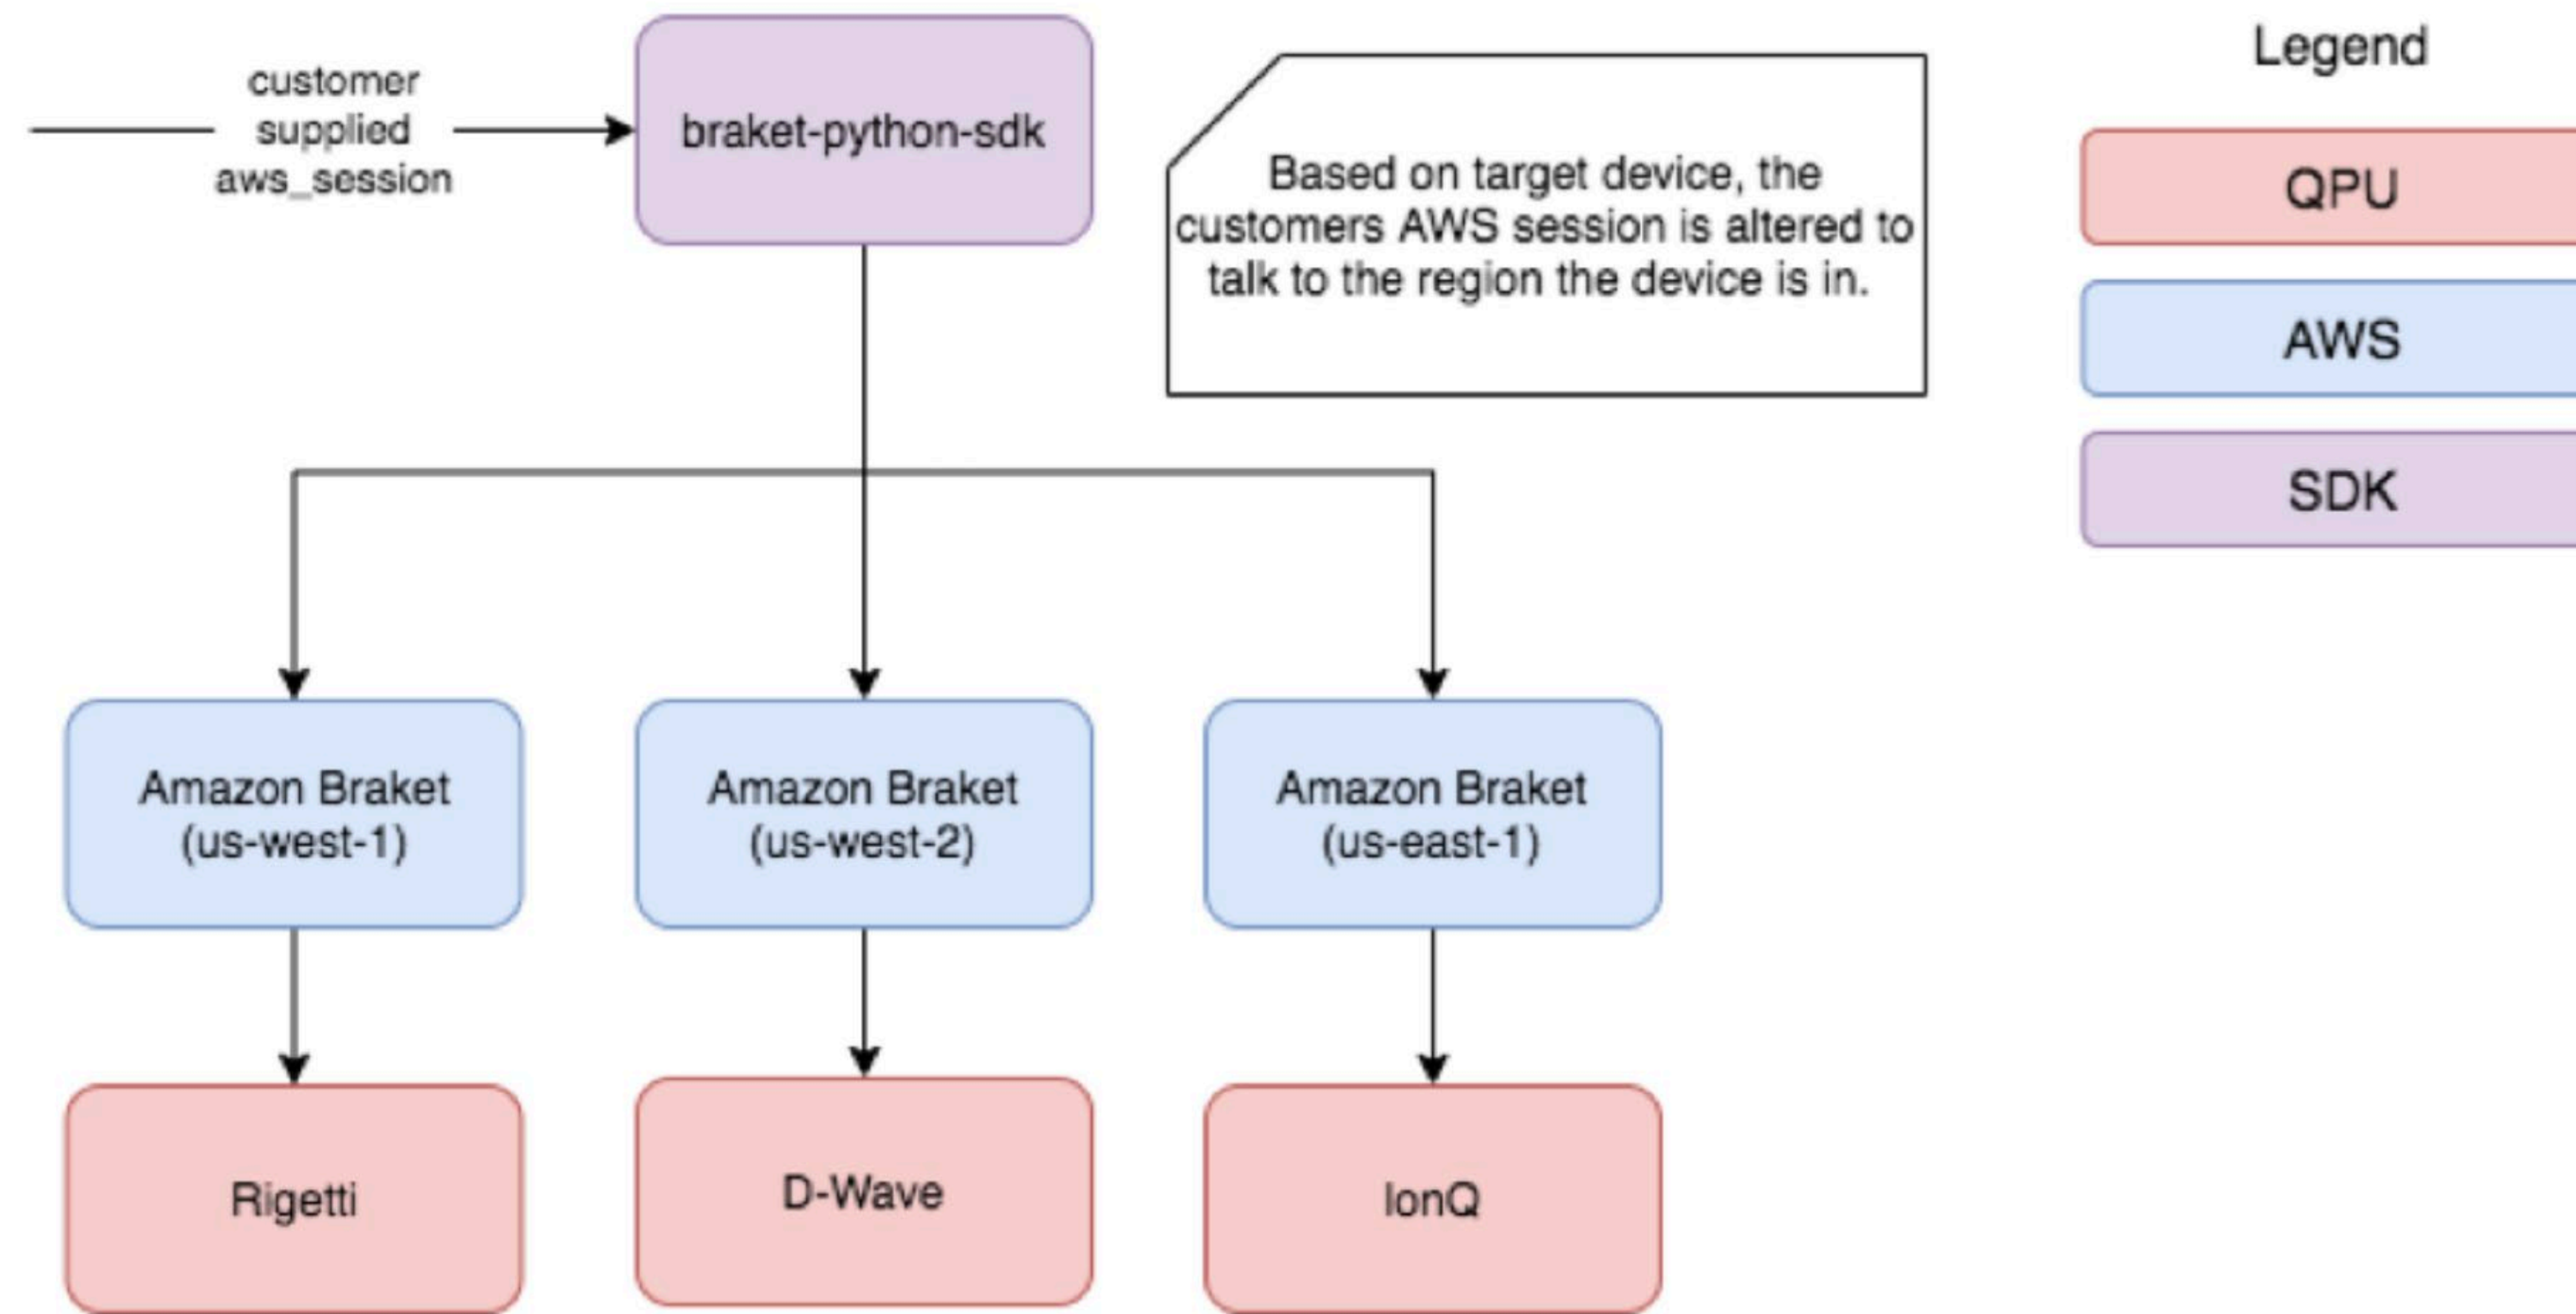 customer
supplied
aws_session
braket-python-sdk
Based on target device, the
customers AWS session is altered to
talk to the region the device is in.
Legend
QPU
AWS
SDK
Amazon Braket
(us-west-1)
Amazon Braket
(us-west-2)
Amazon Braket
(us-east-1)
Rigetti
D-Wave
IonQ